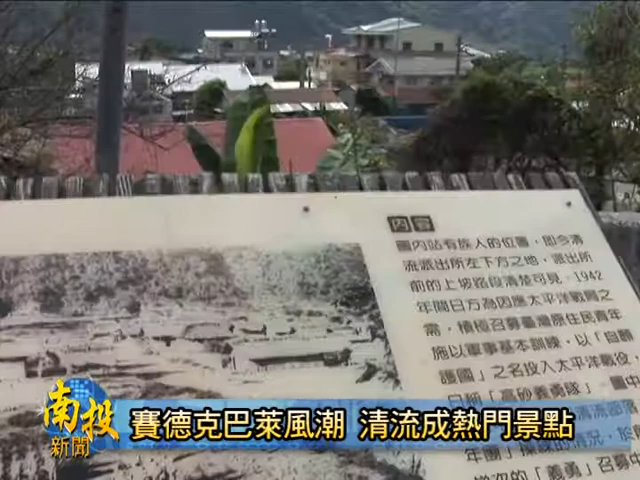 內容
圖內站有族人的位置，即今清
流派出所左下方之地，派出所
前的上坡路段清楚可見。1942
年間日方為因應太平洋戰爭之
需，積極召募臺灣原住民青年
施以軍事基本訓練，以「自願
護國」之名投入太平洋戰役。
日稱「高砂義勇隊」。圖中
南投
新聞
賽德克巴萊風潮 清流成熱門景點